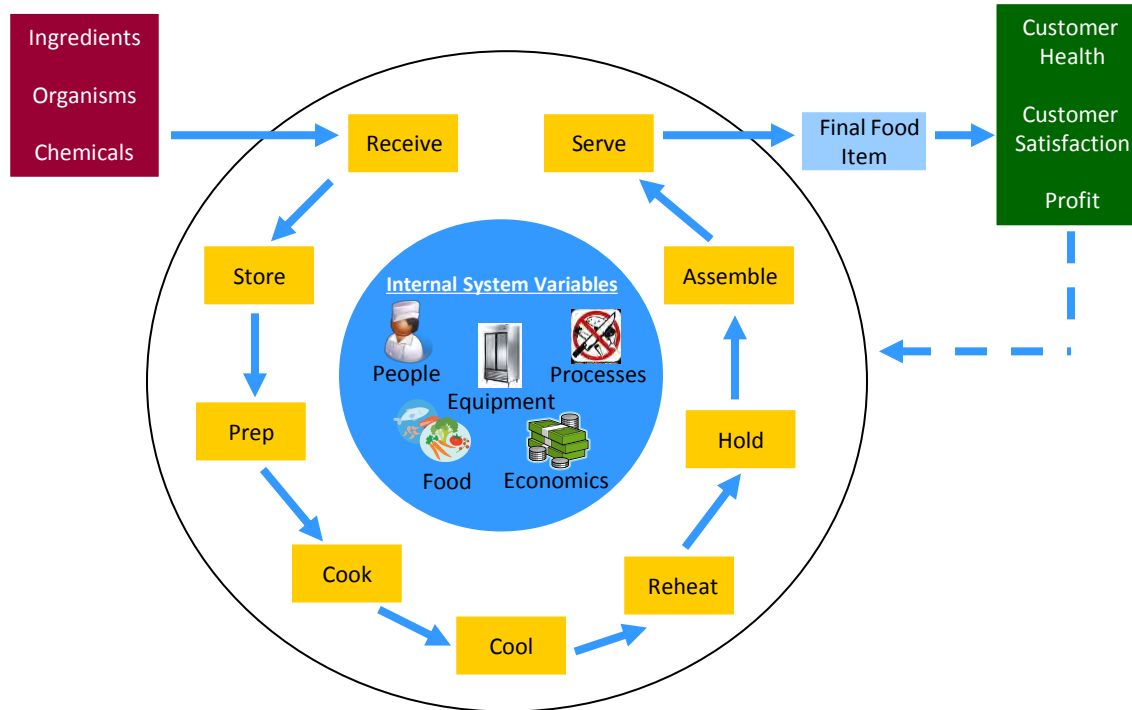 Ingredients
Organisms
Chemicals
Customer
Health
Customer
Satisfaction
Profit
Receive
Serve
Final Food
Item
Store
Assemble
Internal System Variables
People
Equipment
Processes
Food
Economics
Prep
Hold
Cook
Reheat
Cool